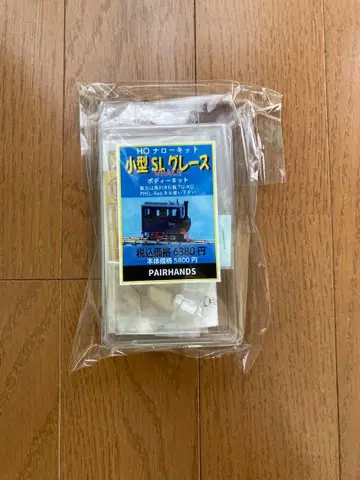 HOナローキット
小型SLグレース
ボディーキット
税込価格 6380円
本体価格 5800円
PAIRHANDS